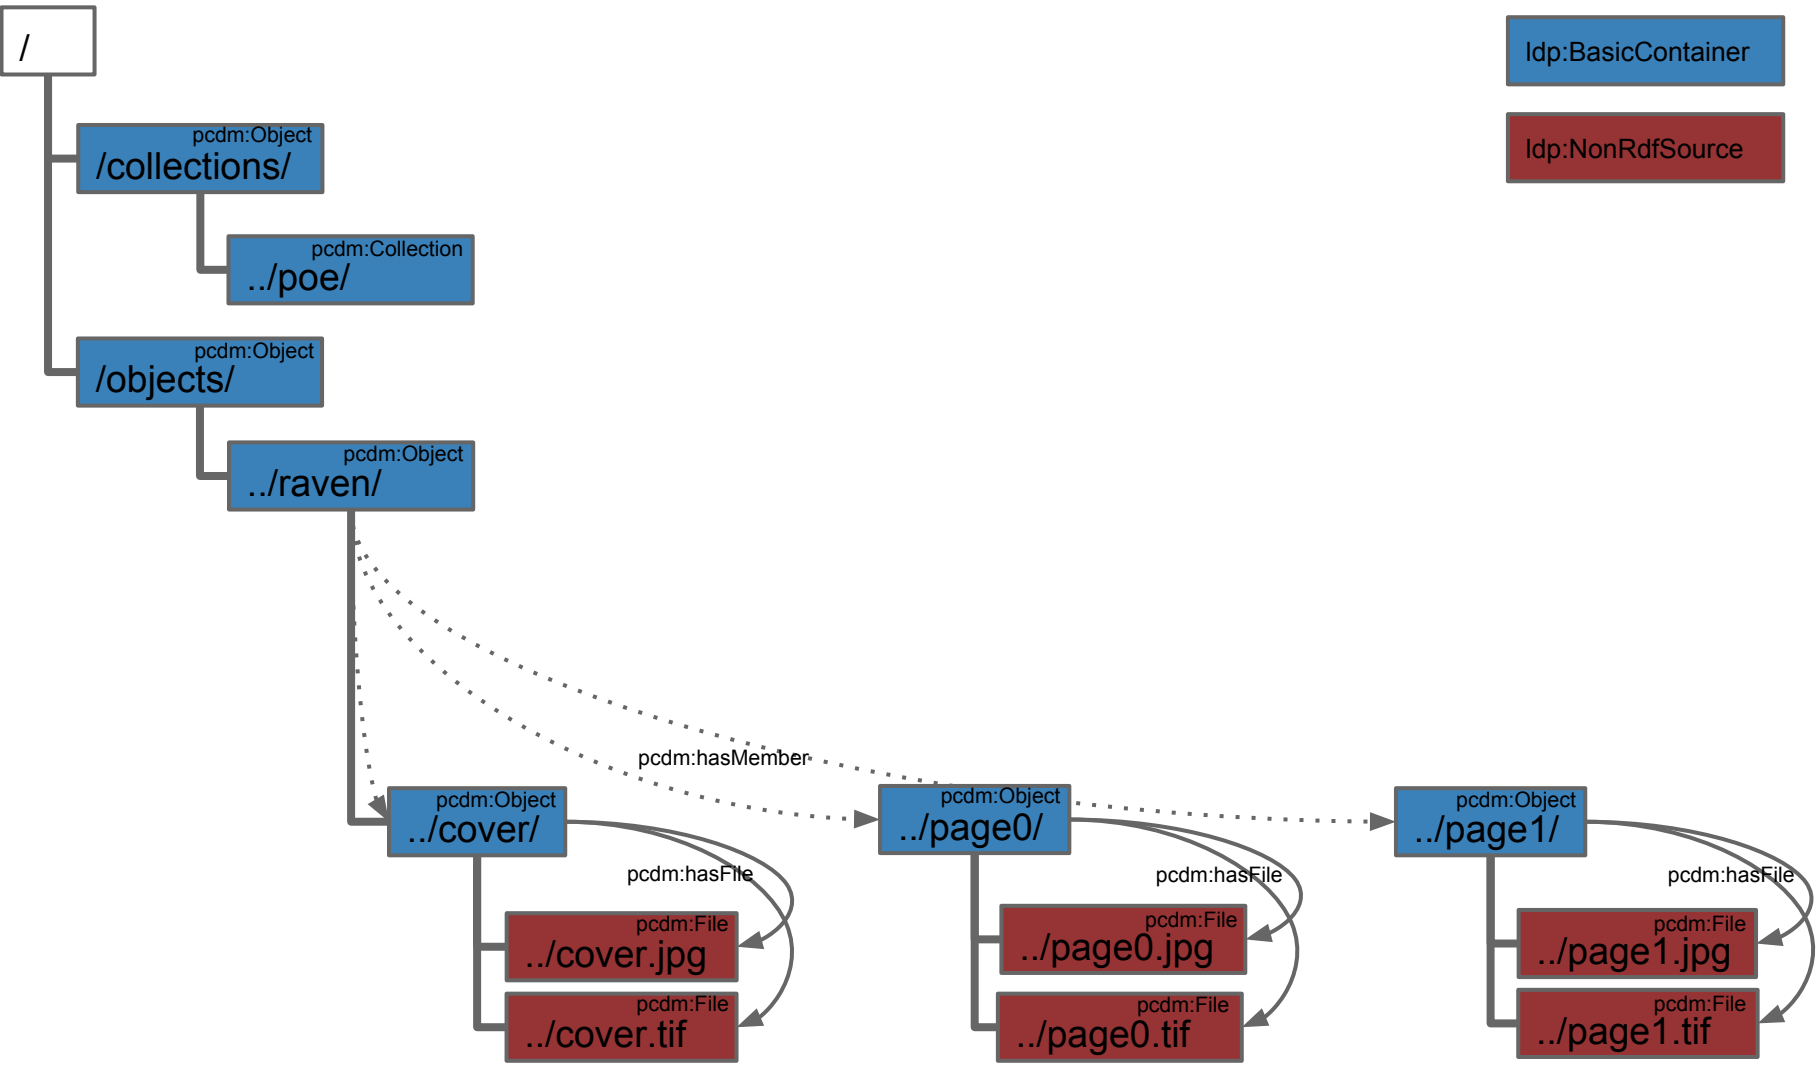 /
ldp:BasicContainer
ldp:NonRdfSource
pcdm:Object
/collections/
pcdm:Collection
../poe/
pcdm:Object
/objects/
pcdm:Object
../raven/
pcdm:hasMember
pcdm:Object
../cover/
pcdm:hasFile
pcdm:File
../cover.jpg
pcdm:File
../cover.tif
pcdm:Object
../page0/
pcdm:hasFile
pcdm:File
../page0.jpg
pcdm:File
../page0.tif
pcdm:Object
../page1/
pcdm:hasFile
pcdm:File
../page1.jpg
pcdm:File
../page1.tif